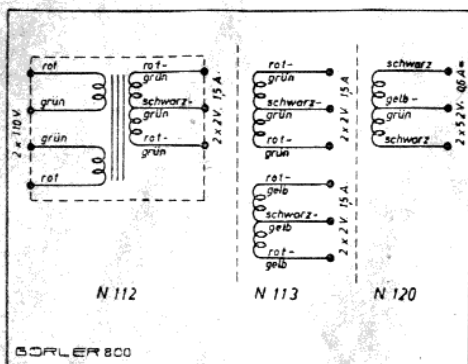 rot
grün
grün
rot
2 x 110 V.
rot-
grün
schwarz-
grün
rot-
grün
2 x 2 V. 1,5 A.
N 112
rot-
grün
schwarz-
grün
rot-
grün
2 x 2 V. 1,5 A.
rot-
gelb
schwarz-
gelb
rot-
gelb
2 x 2 V. 1,5 A.
N 113
schwarz
gelb-
grün
schwarz
2 x 52 V. 0,6 A=
N 120
GÖRLER 800